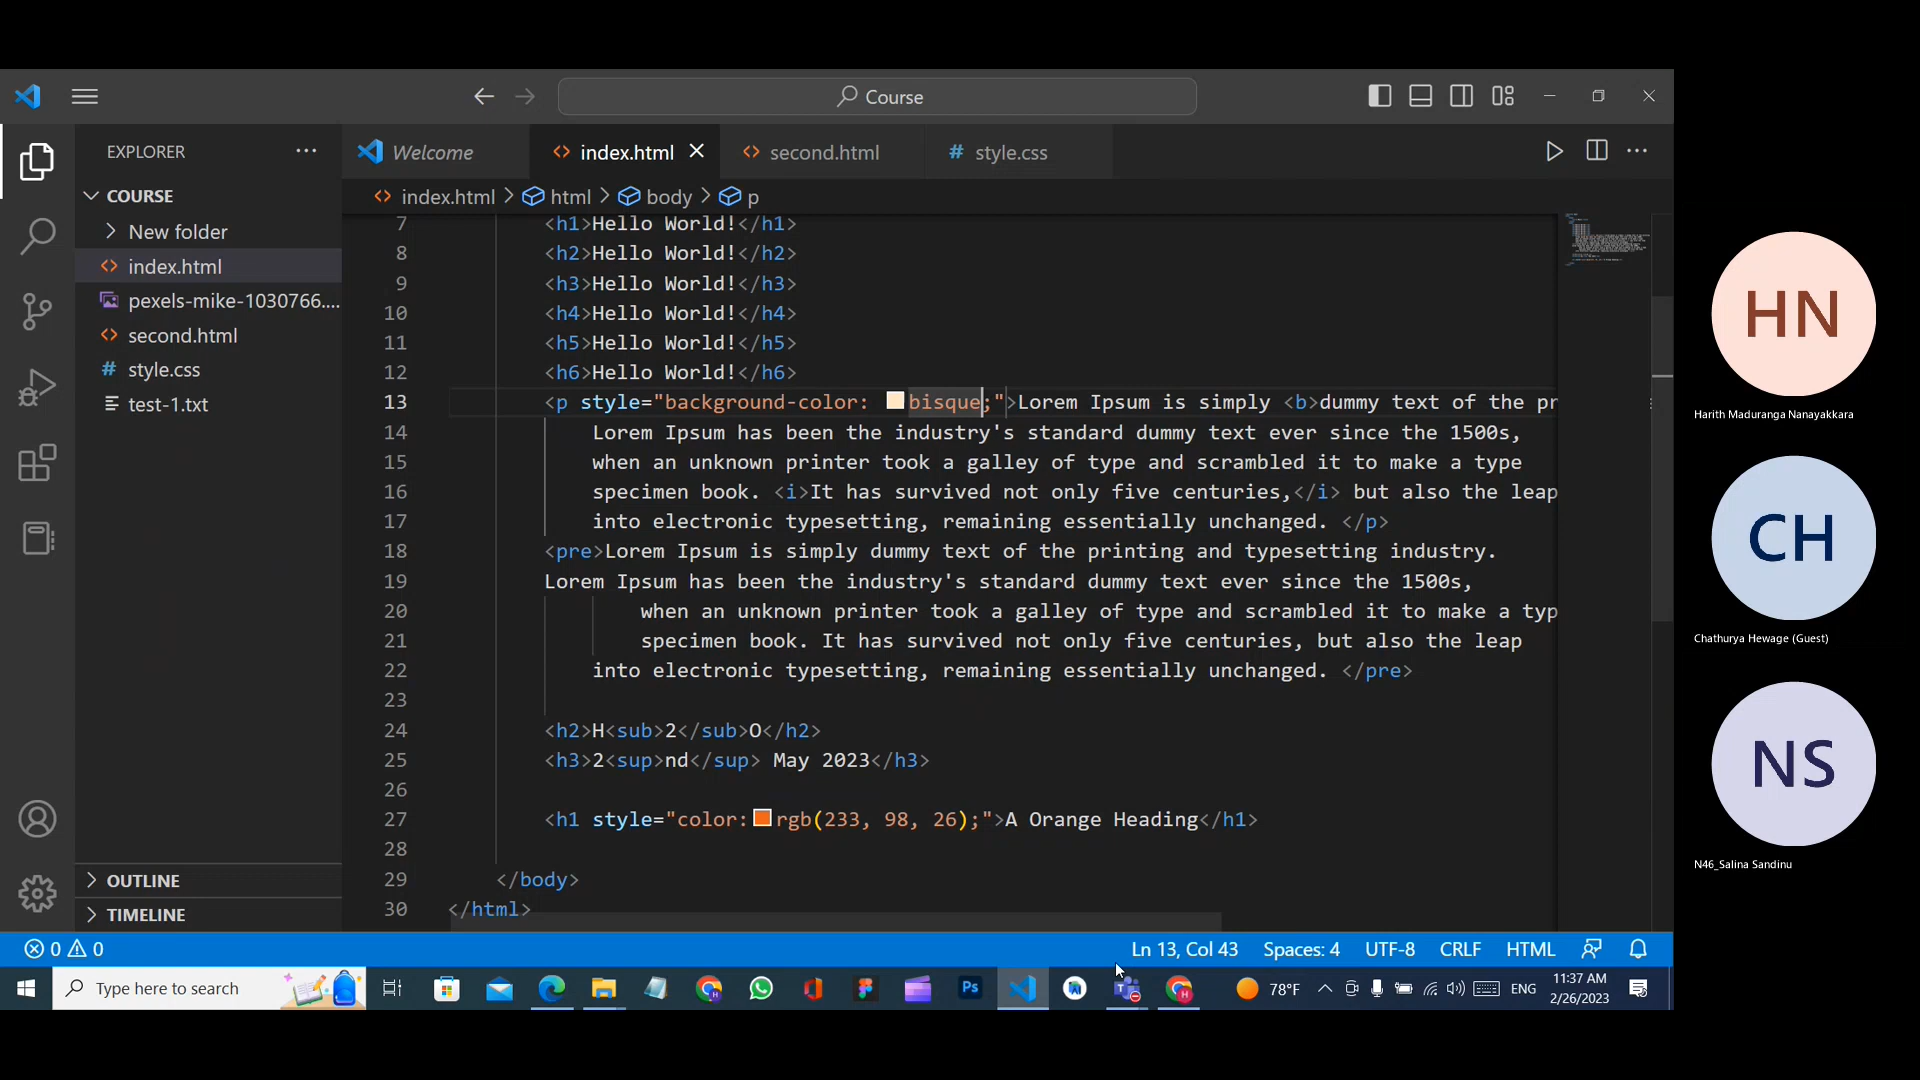 Course
EXPLORER
Welcome
index.html
second.html
# style.css
COURSE
index.html > html > body > p
New folder
index.html
pexels-mike-1030766....
second.html
# style.css
test-1.txt
OUTLINE
TIMELINE
7 <h1>Hello World!</h1>
8 <h2>Hello World!</h2>
9 <h3>Hello World!</h3>
10 <h4>Hello World!</h4>
11 <h5>Hello World!</h5>
12 <h6>Hello World!</h6>
13 <p style="background-color: bisque;">Lorem Ipsum is simply <b>dummy text of the pr
14 Lorem Ipsum has been the industry's standard dummy text ever since the 1500s,
15 when an unknown printer took a galley of type and scrambled it to make a type
16 specimen book. <i>It has survived not only five centuries,</i> but also the leap
17 into electronic typesetting, remaining essentially unchanged. </p>
18 <pre>Lorem Ipsum is simply dummy text of the printing and typesetting industry.
19 Lorem Ipsum has been the industry's standard dummy text ever since the 1500s,
20 when an unknown printer took a galley of type and scrambled it to make a typ
21 specimen book. It has survived not only five centuries, but also the leap
22 into electronic typesetting, remaining essentially unchanged. </pre>
23
24 <h2>H<sub>2</sub>O</h2>
25 <h3>2<sup>nd</sup> May 2023</h3>
26
27 <h1 style="color:rgb(233, 98, 26);">A Orange Heading</h1>
28
29 </body>
30 </html>
0 0
Ln 13, Col 43
Spaces: 4
UTF-8
CRLF
HTML
Type here to search
Ps
78°F
ENG
11:37 AM
2/26/2023
HN
Harith Maduranga Nanayakkara
CH
Chathurya Hewage (Guest)
NS
N46_Salina Sandinu